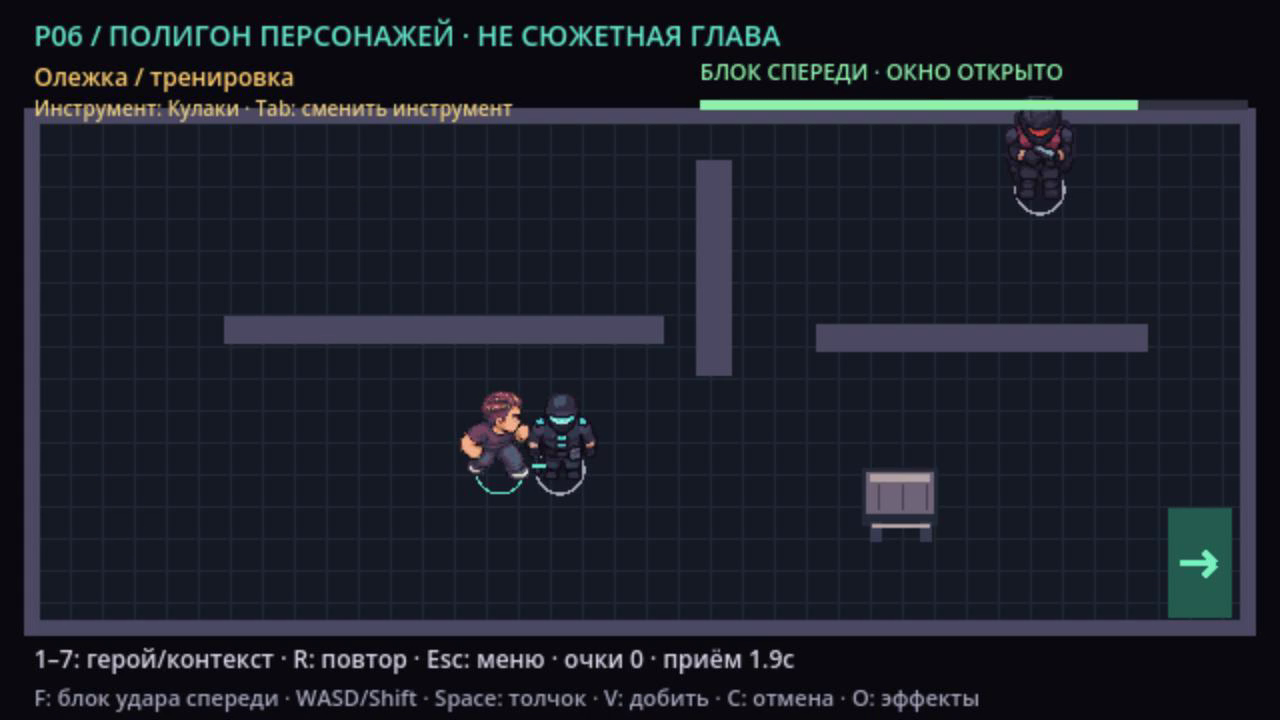 P06 / ПОЛИГОН ПЕРСОНАЖЕЙ · НЕ СЮЖЕТНАЯ ГЛАВА
Олежка / тренировка
БЛОК СПЕРЕДИ · ОКНО ОТКРЫТО
Инструмент: Кулаки · Tab: сменить инструмент
→
1–7: герой/контекст · R: повтор · Esc: меню · очки 0 · приём 1.9с
F: блок удара спереди · WASD/Shift · Space: толчок · V: добить · C: отмена · O: эффекты